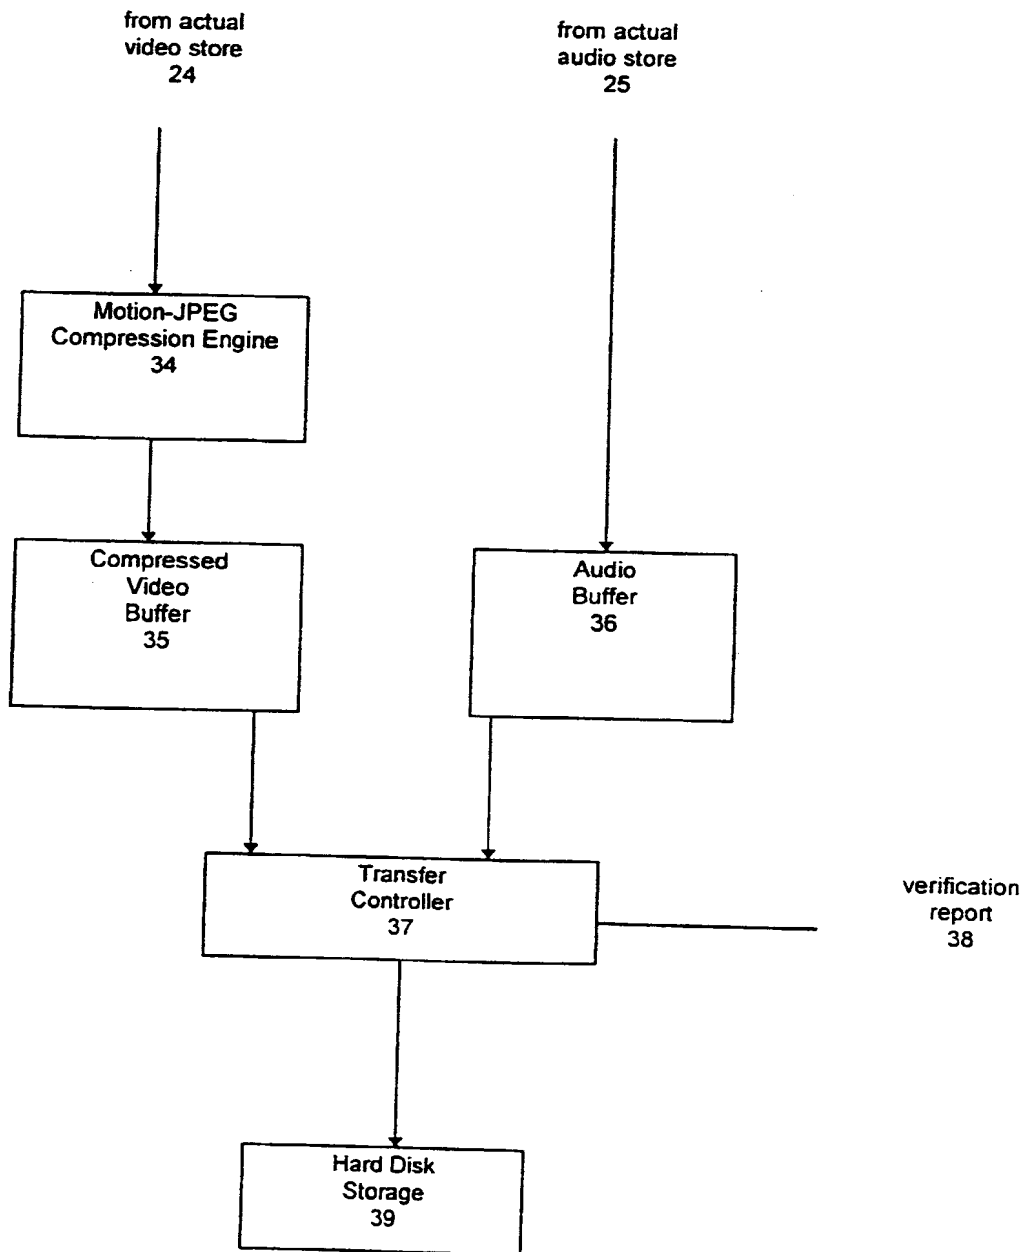 from actual
video store
24
from actual
audio store
25
Motion-JPEG
Compression Engine
34
Compressed
Video
Buffer
35
Audio
Buffer
36
Transfer
Controller
37
verification
report
38
Hard Disk
Storage
39